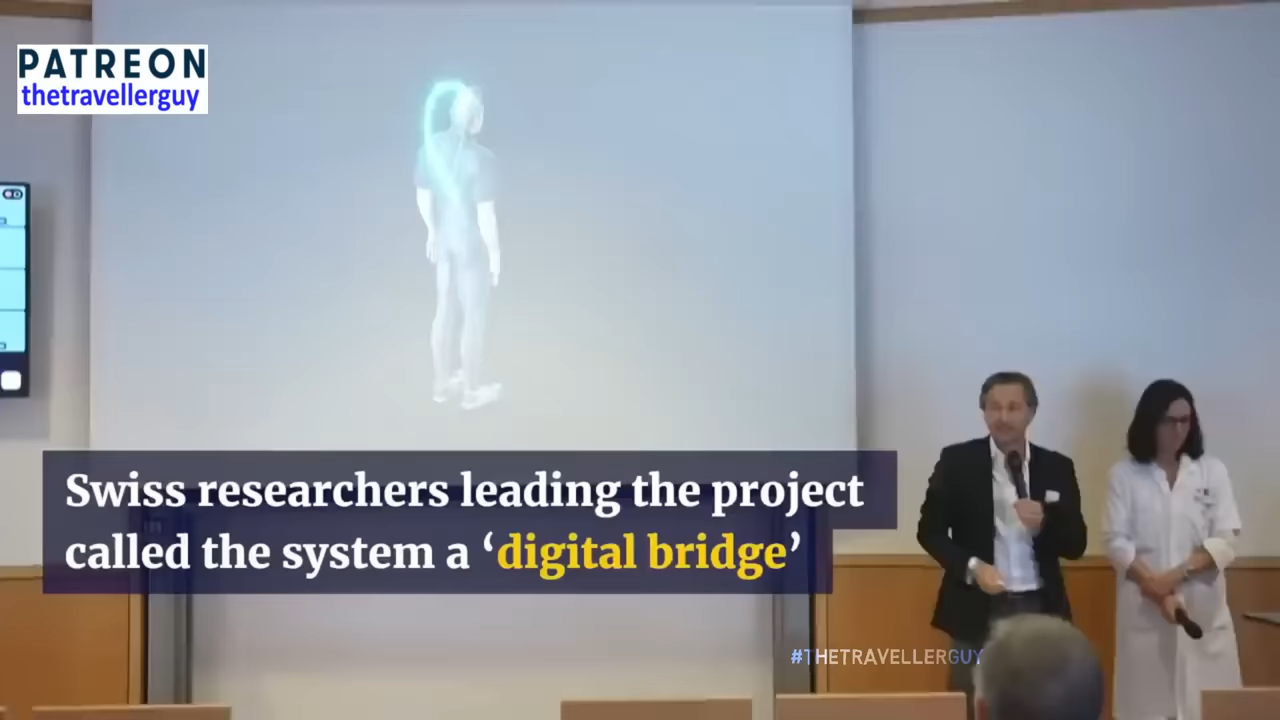 PATREON
thetravellerguy
Swiss researchers leading the project
called the system a ‘digital bridge’
#THETRAVELLERGUY